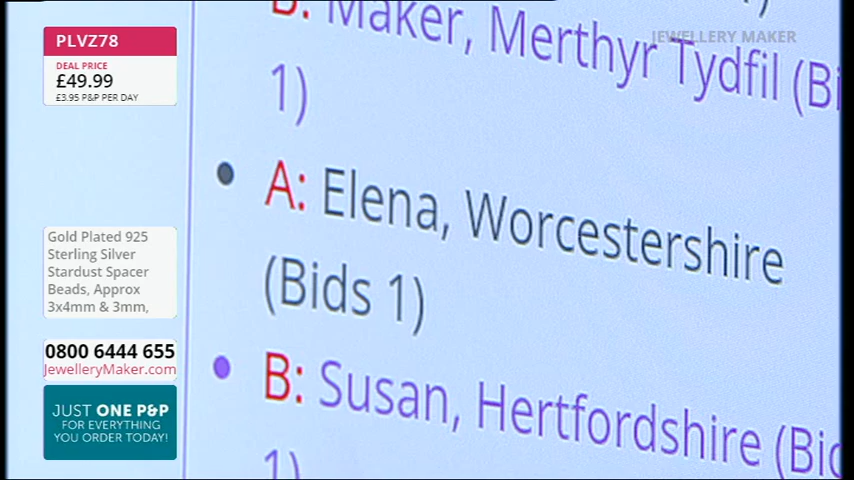 PLVZ78
DEAL PRICE
£49.99
£3.95 P&P PER DAY
Gold Plated 925
Sterling Silver
Stardust Spacer
Beads, Approx
3x4mm & 3mm,
0800 6444 655
JewelleryMaker.com
JUST ONE P&P
FOR EVERYTHING
YOU ORDER TODAY!
JEWELLERY MAKER
B: Maker, Merthyr Tydfil (Bi
1)
A: Elena, Worcestershire
(Bids 1)
B: Susan, Hertfordshire (Bid
1)